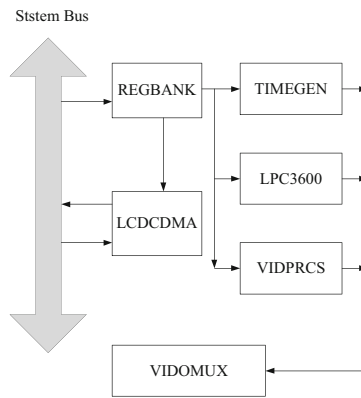 Ststem Bus
REGBANK
TIMEGEN
LPC3600
LCDCDMA
VIDPRCS
VIDOMUX